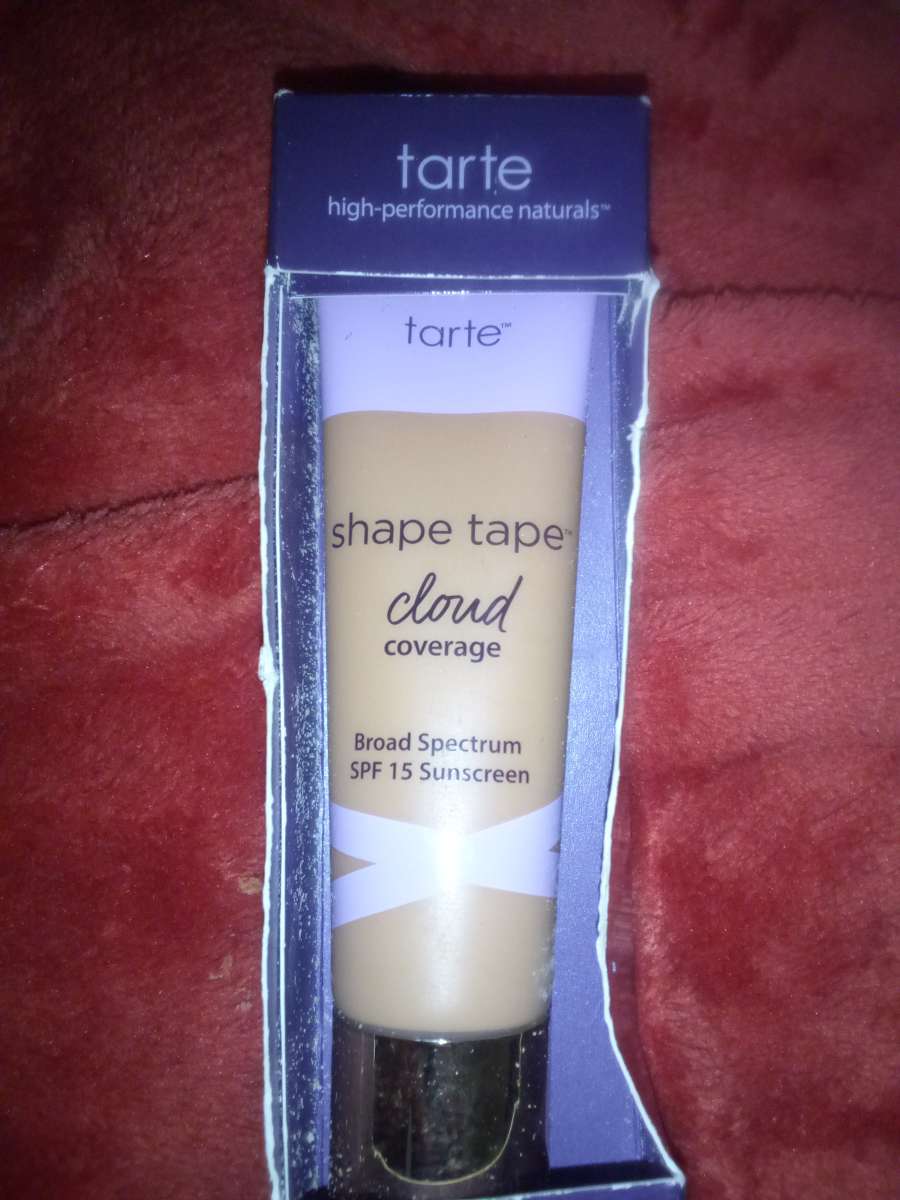 tarte
high-performance naturals™
tarte™
shape tape™
cloud
coverage
Broad Spectrum
SPF 15 Sunscreen